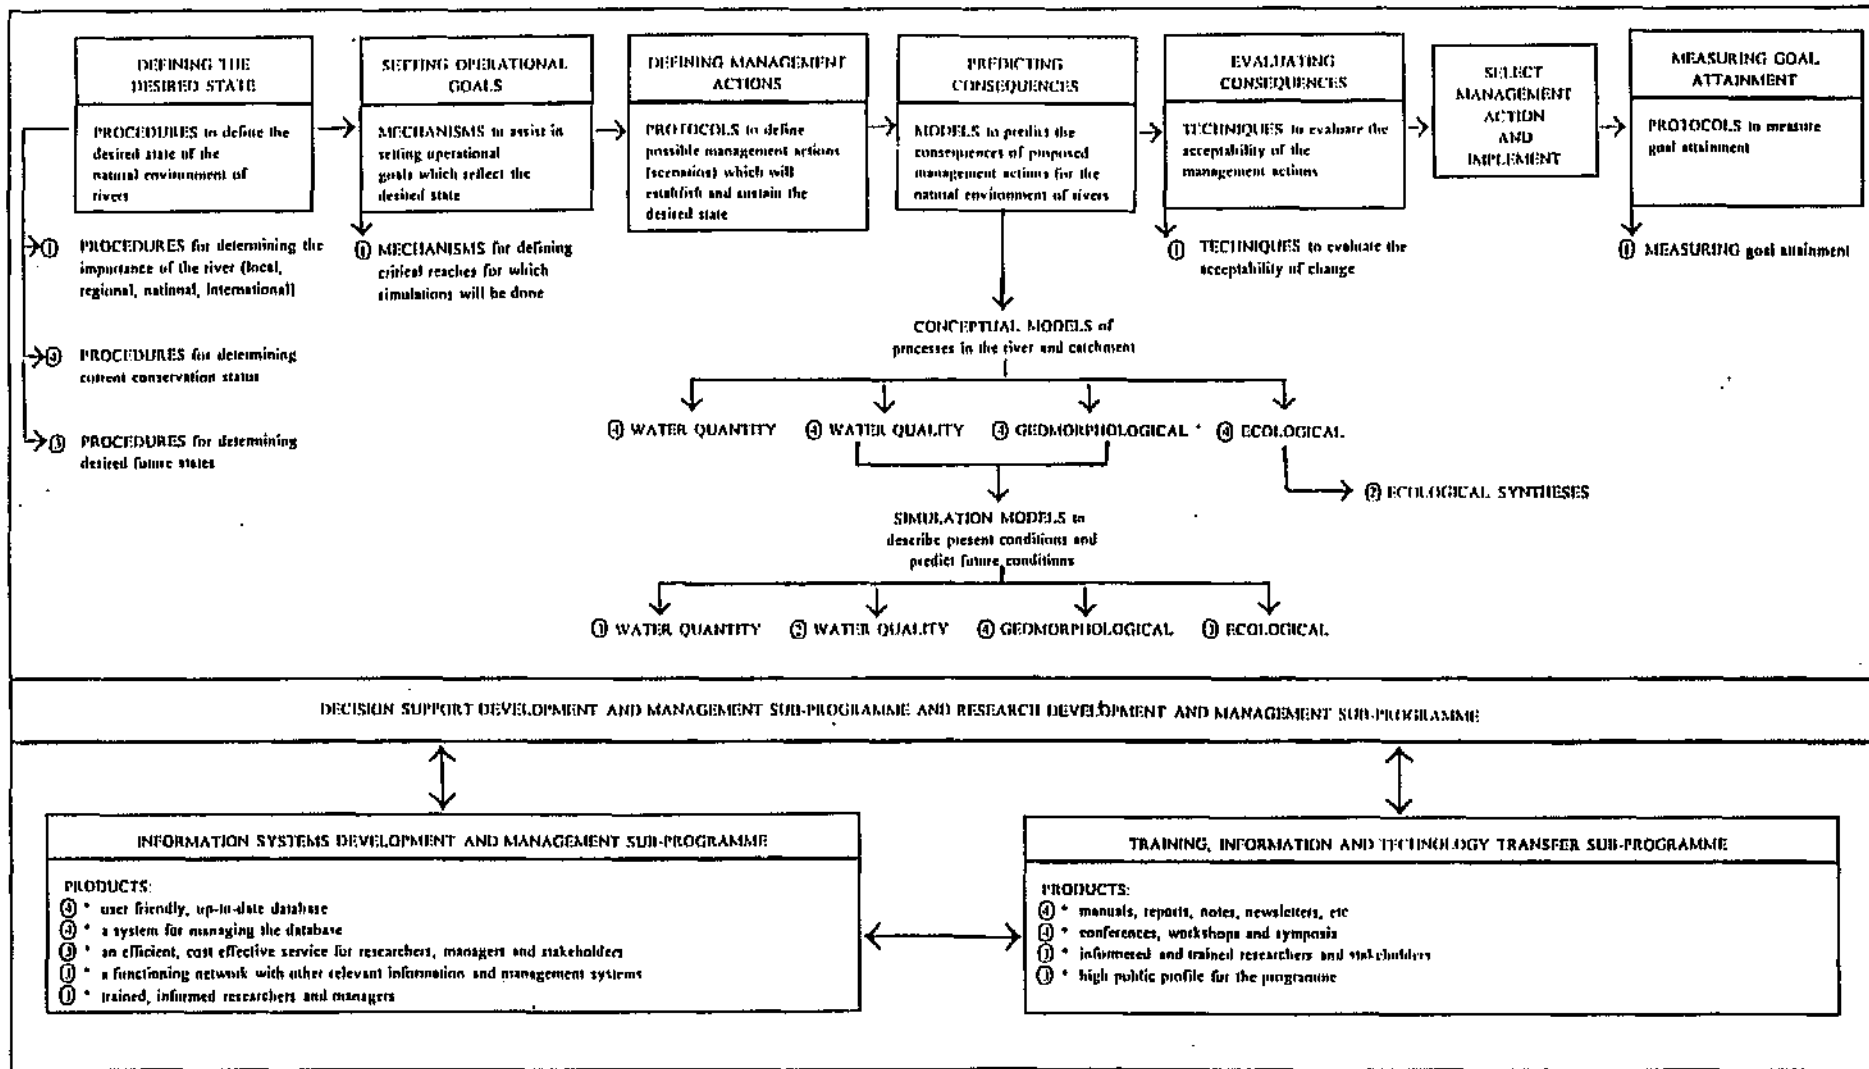 DEFINING THE
DESIRED STATE
PROCEDURES to define the
desired state of the
natural environment of
rivers
PROCEDURES for determining the
importance of the river (local,
regional, national, international)
PROCEDURES for determining
current conservation status
PROCEDURES for determining
desired future states
SETTING OPERATIONAL
GOALS
MECHANISMS to assist in
setting operational
goals which reflect the
desired state
MECHANISMS for defining
critical reaches for which
simulations will be done
DEFINING MANAGEMENT
ACTIONS
PROTOCOLS to define
possible management actions
(scenarios) which will
establish and sustain the
desired state
PREDICTING
CONSEQUENCES
MODELS to predict the
consequences of proposed
management actions for the
natural environment of rivers
EVALUATING
CONSEQUENCES
TECHNIQUES to evaluate the
acceptability of the
management actions
TECHNIQUES to evaluate the
acceptability of change
SELECT
MANAGEMENT
ACTION
AND
IMPLEMENT
MEASURING GOAL
ATTAINMENT
PROTOCOLS to measure
goal attainment
MEASURING goal attainment
CONCEPTUAL MODELS of
processes in the river and catchment
WATER QUANTITY
WATER QUALITY
GEOMORPHOLOGICAL
ECOLOGICAL
ECOLOGICAL SYNTHESES
SIMULATION MODELS to
describe present conditions and
predict future conditions
WATER QUANTITY
WATER QUALITY
GEOMORPHOLOGICAL
ECOLOGICAL
DECISION SUPPORT DEVELOPMENT AND MANAGEMENT SUB-PROGRAMME AND RESEARCH DEVELOPMENT AND MANAGEMENT SUB-PROGRAMME
INFORMATION SYSTEMS DEVELOPMENT AND MANAGEMENT SUB-PROGRAMME
PRODUCTS:
* user friendly, up-to-date database
* a system for managing the database
* an efficient, cost effective service for researchers, managers and stakeholders
* a functioning network with other relevant information and management systems
* trained, informed researchers and managers
TRAINING, INFORMATION AND TECHNOLOGY TRANSFER SUB-PROGRAMME
PRODUCTS:
* manuals, reports, notes, newsletters, etc
* conferences, workshops and symposia
* informered and trained researchers and stakeholders
* high public profile for the programme